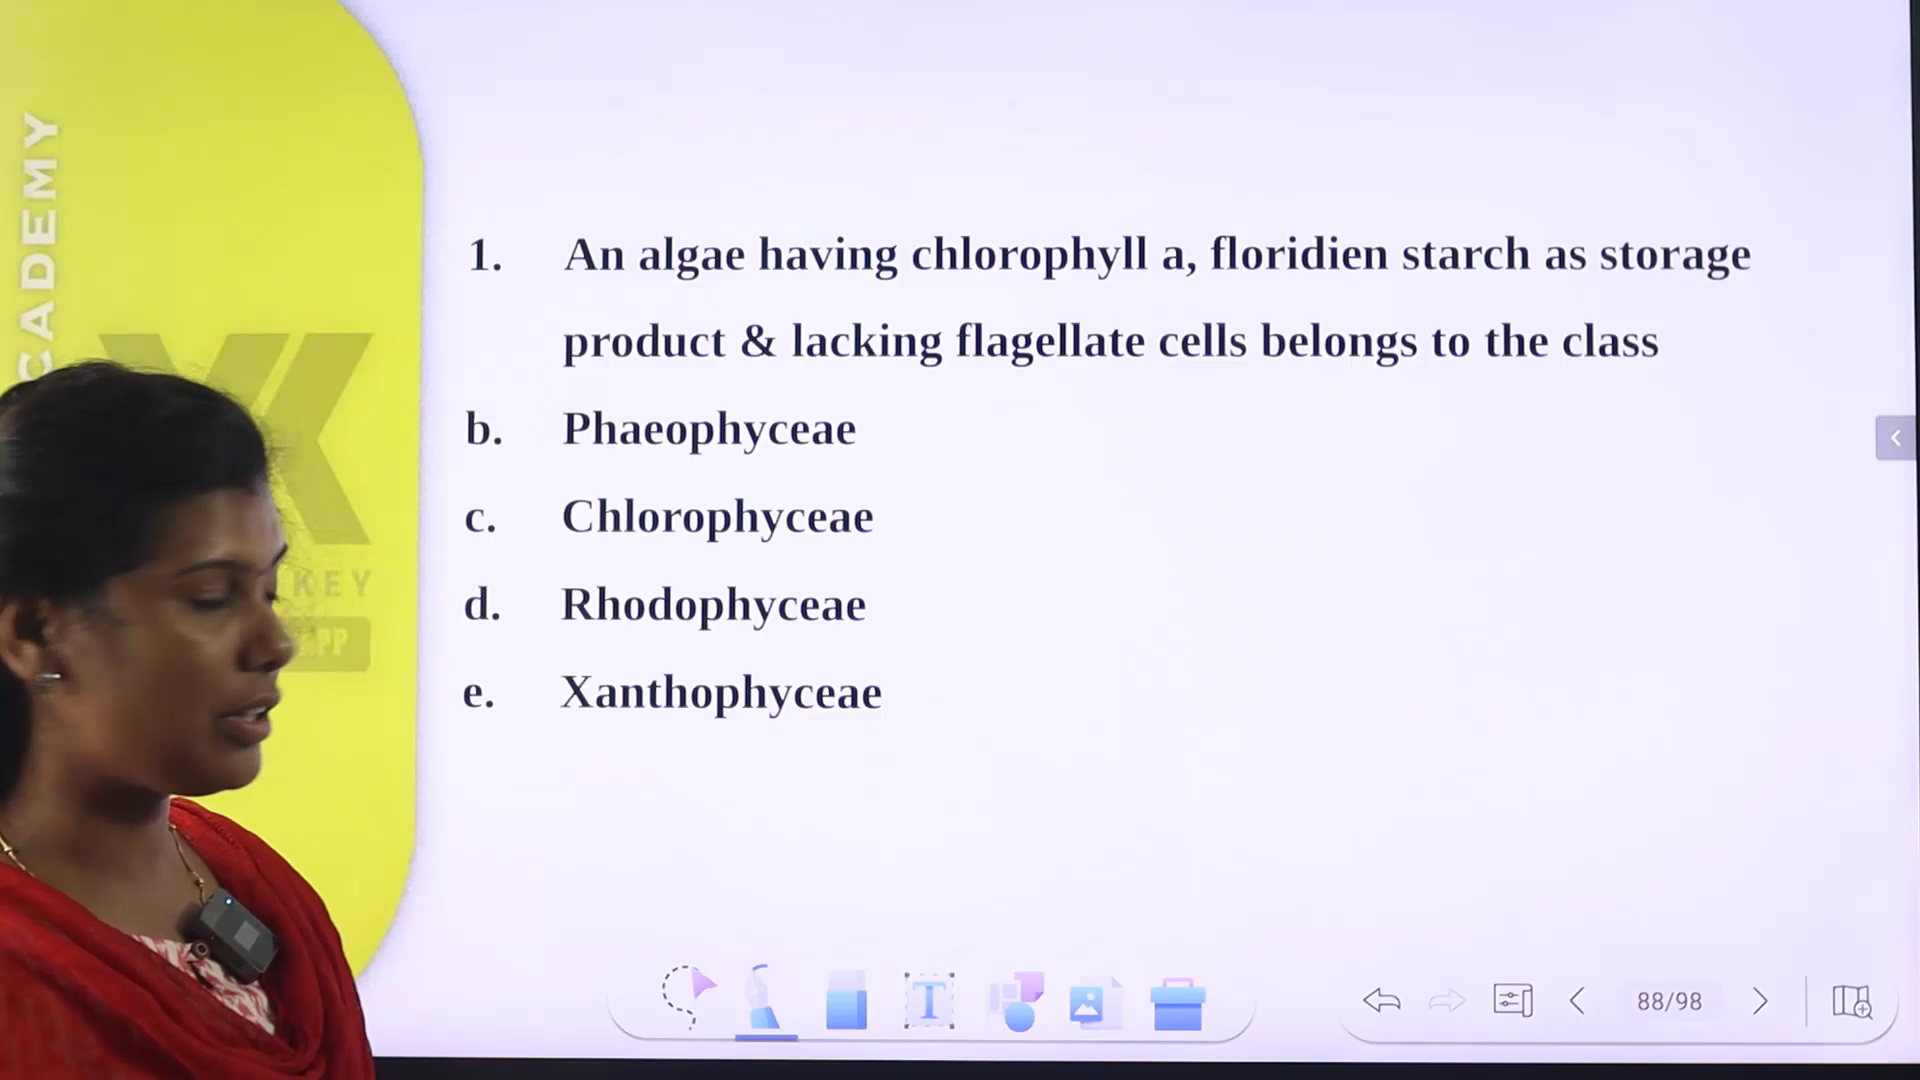 CADEMY
KEY
PP
1. An algae having chlorophyll a, floridien starch as storage
product & lacking flagellate cells belongs to the class
b. Phaeophyceae
c. Chlorophyceae
d. Rhodophyceae
e. Xanthophyceae
T
88/98